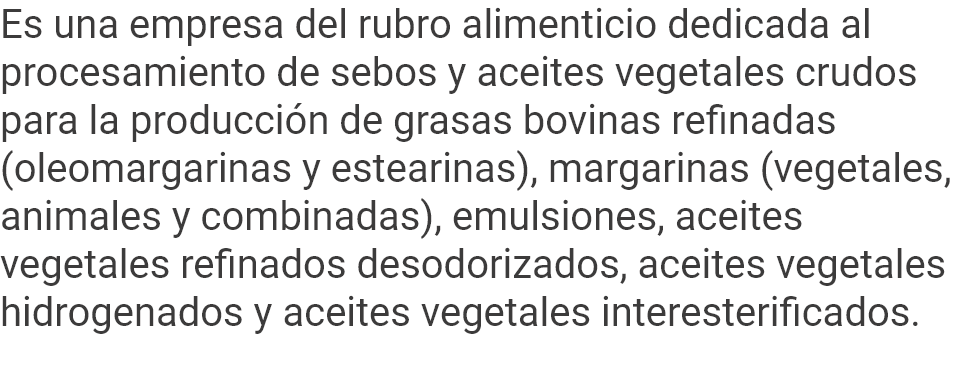 Es una empresa del rubro alimenticio dedicada al
procesamiento de sebos y aceites vegetales crudos
para la producción de grasas bovinas refinadas
(oleomargarinas y estearinas), margarinas (vegetales,
animales y combinadas), emulsiones, aceites
vegetales refinados desodorizados, aceites vegetales
hidrogenados y aceites vegetales interesterificados.